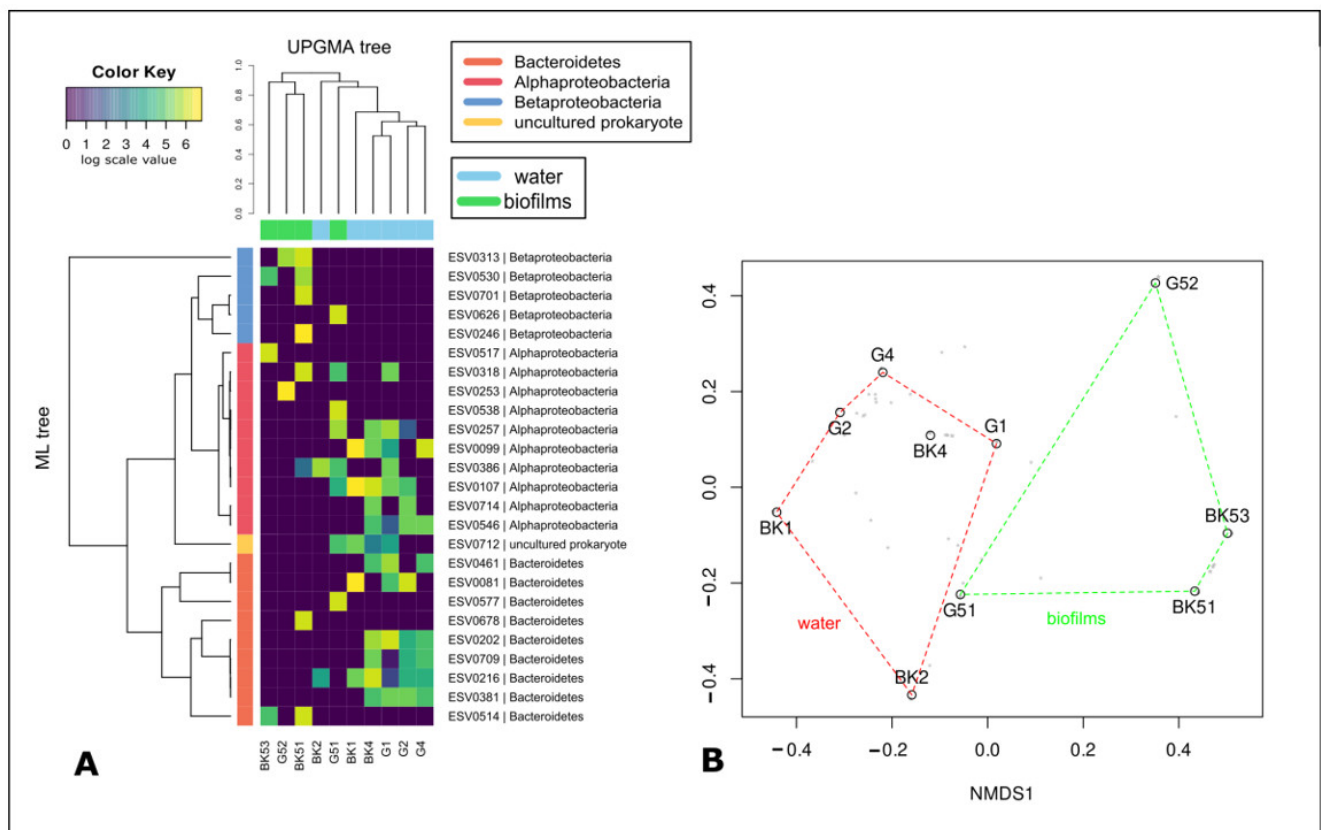 UPGMA tree
Color Key
0 1 2 3 4 5 6
log scale value
0.0 0.2 0.4 0.6 0.8 1.0
Bacteroidetes
Alphaproteobacteria
Betaproteobacteria
uncultured prokaryote
water
biofilms
ML tree
ESV0313 | Betaproteobacteria
ESV0530 | Betaproteobacteria
ESV0701 | Betaproteobacteria
ESV0626 | Betaproteobacteria
ESV0246 | Betaproteobacteria
ESV0517 | Alphaproteobacteria
ESV0318 | Alphaproteobacteria
ESV0253 | Alphaproteobacteria
ESV0538 | Alphaproteobacteria
ESV0257 | Alphaproteobacteria
ESV0099 | Alphaproteobacteria
ESV0386 | Alphaproteobacteria
ESV0107 | Alphaproteobacteria
ESV0714 | Alphaproteobacteria
ESV0546 | Alphaproteobacteria
ESV0712 | uncultured prokaryote
ESV0461 | Bacteroidetes
ESV0081 | Bacteroidetes
ESV0577 | Bacteroidetes
ESV0678 | Bacteroidetes
ESV0202 | Bacteroidetes
ESV0709 | Bacteroidetes
ESV0216 | Bacteroidetes
ESV0381 | Bacteroidetes
ESV0514 | Bacteroidetes
BK53 G52 BK51 BK2 G51 BK1 BK4 G1 G2 G4
A
0.4
0.2
0.0
−0.2
−0.4
G52
G4
G2
G1
BK4
BK1
BK53
G51
BK51
water
biofilms
BK2
−0.4 −0.2 0.0 0.2 0.4
B
NMDS1